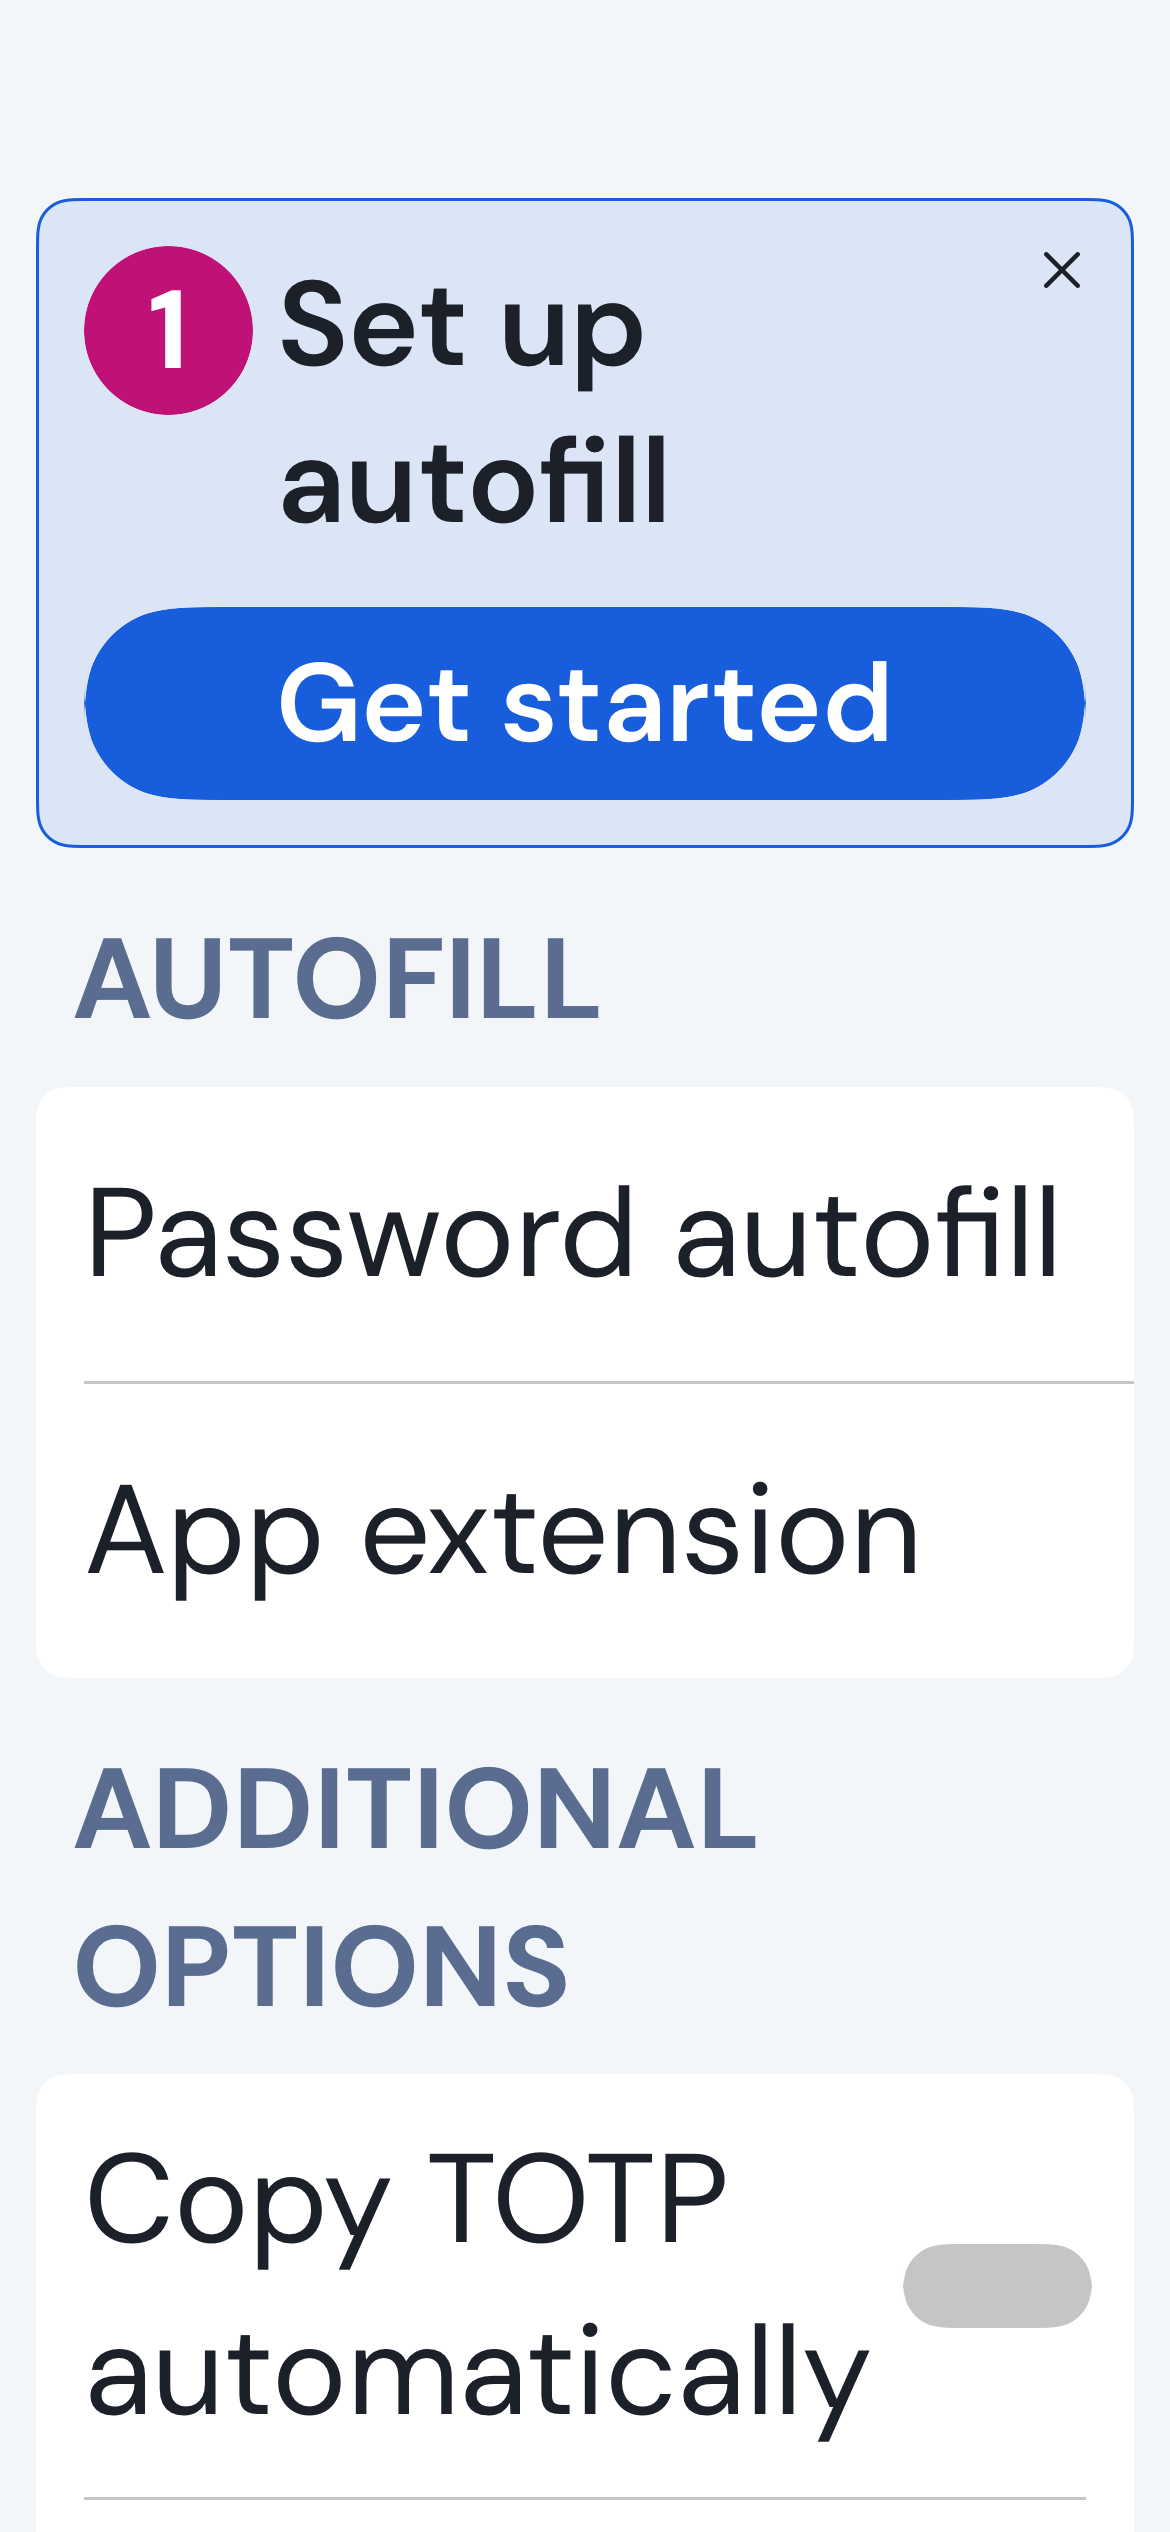 1 Set up
autofill
Get started
AUTOFILL
Password autofill
App extension
ADDITIONAL
OPTIONS
Copy TOTP
automatically